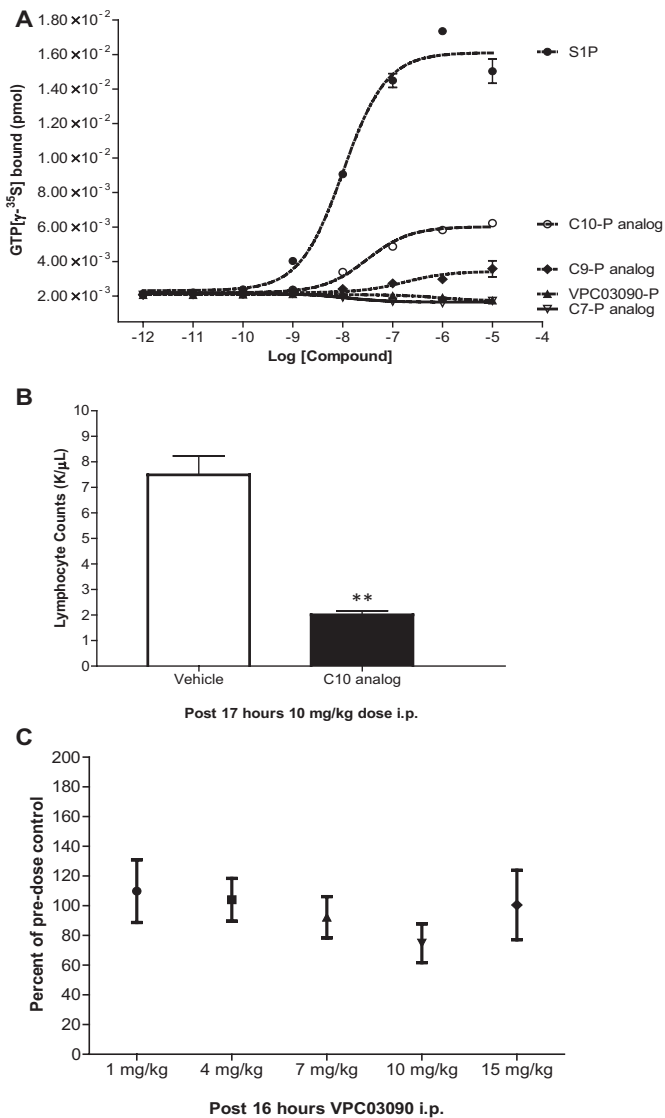 A
GTP[γ-³⁵S] bound (pmol)
1.80×10⁻²
1.60×10⁻²
1.40×10⁻²
1.20×10⁻²
1.00×10⁻²
8.00×10⁻³
6.00×10⁻³
4.00×10⁻³
2.00×10⁻³
S1P
C10-P analog
C9-P analog
VPC03090-P
C7-P analog
-12 -11 -10 -9 -8 -7 -6 -5 -4
Log [Compound]
B
Lymphocyte Counts (K/μL)
10
9
8
7
6
5
4
3
2
1
0
**
Vehicle C10 analog
Post 17 hours 10 mg/kg dose i.p.
C
Percent of pre-dose control
200
180
160
140
120
100
80
60
40
20
0
1 mg/kg 4 mg/kg 7 mg/kg 10 mg/kg 15 mg/kg
Post 16 hours VPC03090 i.p.